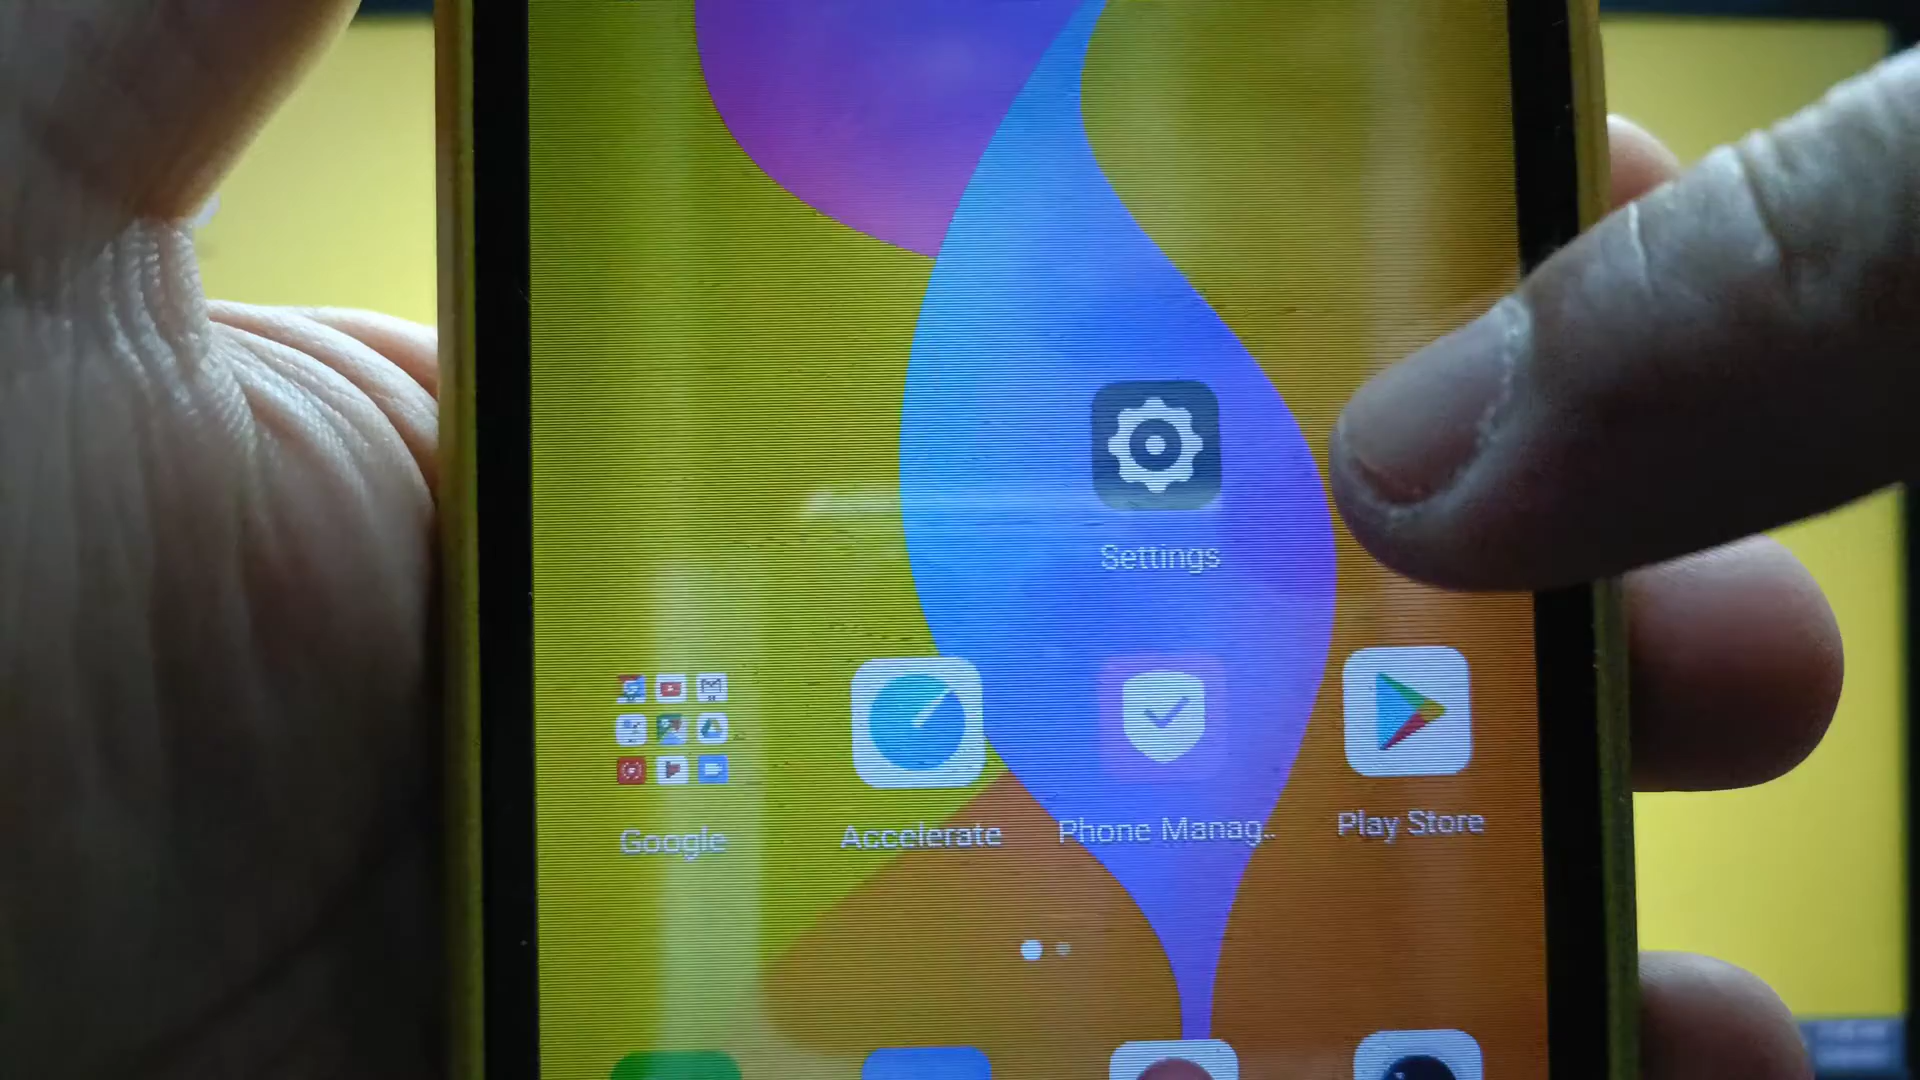 Settings
Google
Accelerate
Phone Manag..
Play Store